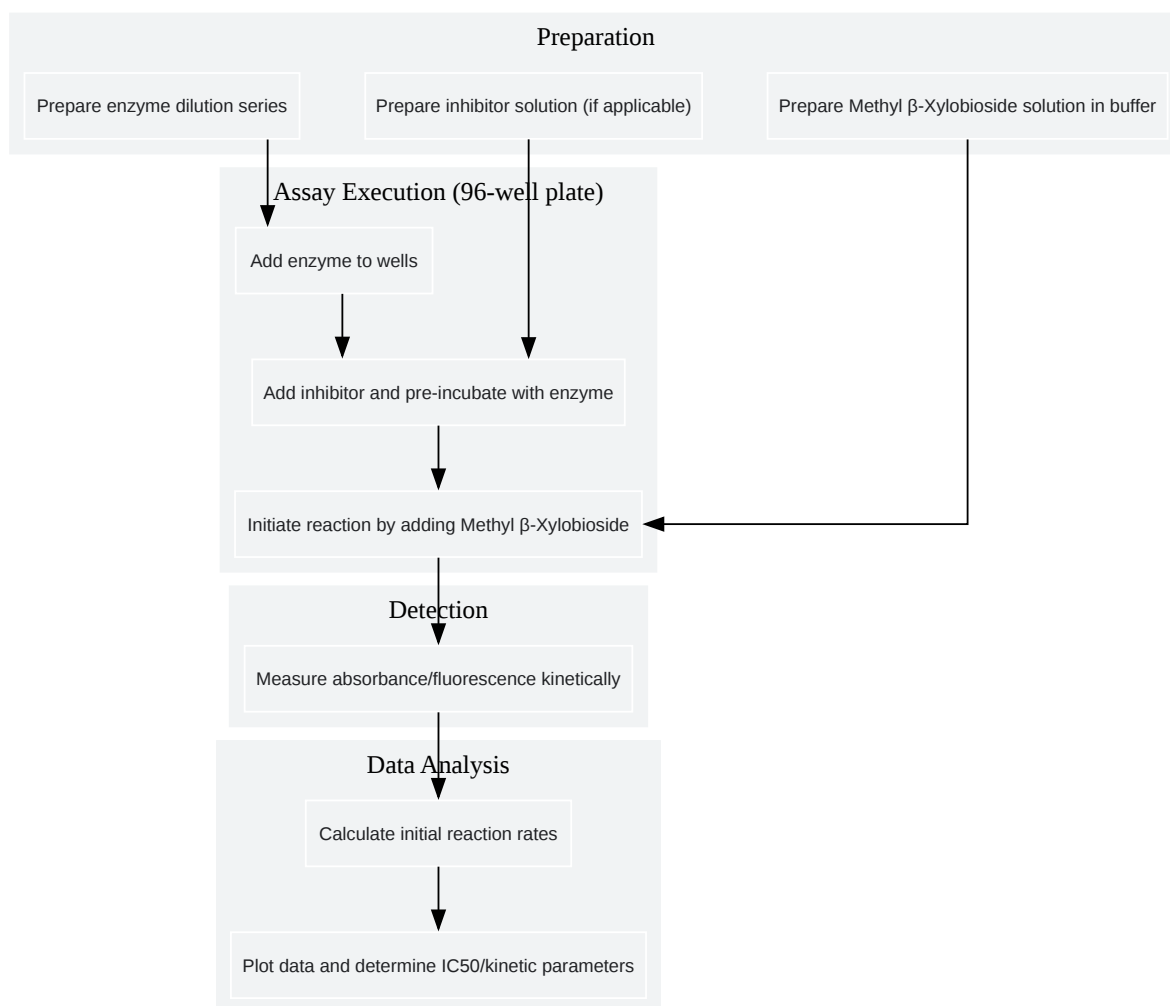 Preparation
Prepare enzyme dilution series
Prepare inhibitor solution (if applicable)
Prepare Methyl β-Xylobioside solution in buffer
Assay Execution (96-well plate)
Add enzyme to wells
Add inhibitor and pre-incubate with enzyme
Initiate reaction by adding Methyl β-Xylobioside
Detection
Measure absorbance/fluorescence kinetically
Data Analysis
Calculate initial reaction rates
Plot data and determine IC50/kinetic parameters